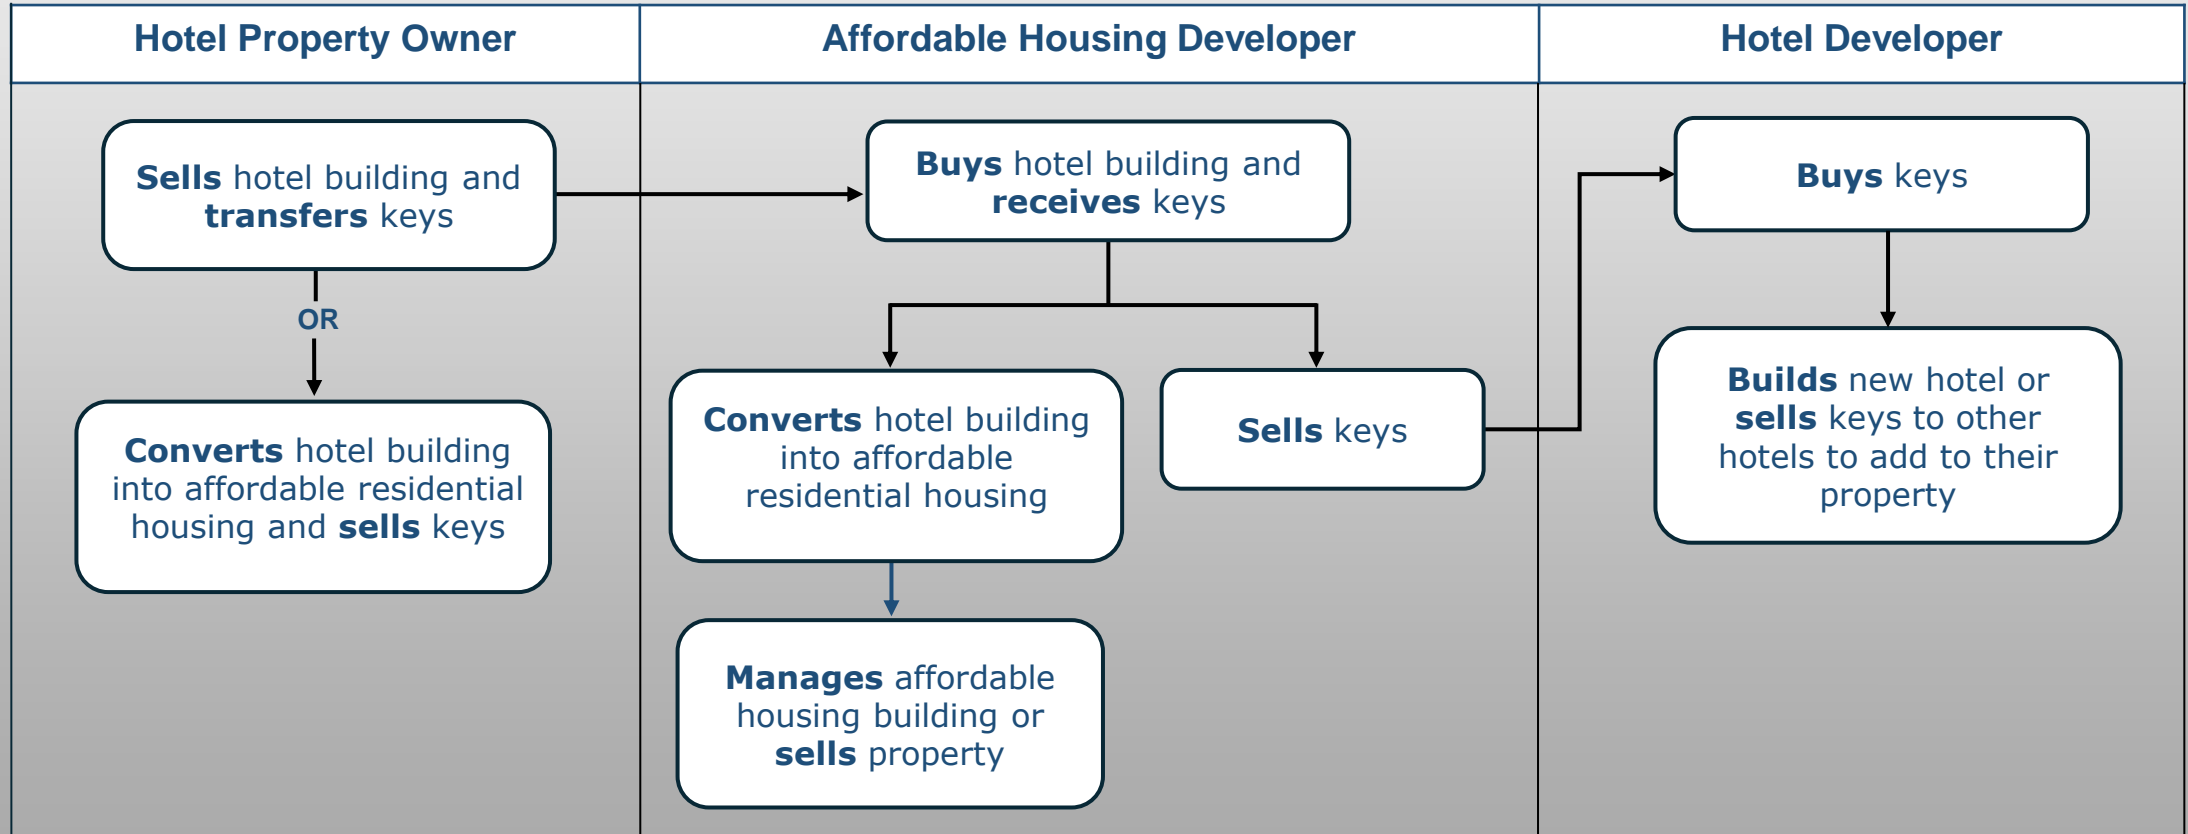 Hotel Property Owner
Affordable Housing Developer
Hotel Developer
Sells hotel building and
transfers keys
OR
Converts hotel building
into affordable residential
housing and sells keys
Buys hotel building and
receives keys
Converts hotel building
into affordable
residential housing
Sells keys
Manages affordable
housing building or
sells property
Buys keys
Builds new hotel or
sells keys to other
hotels to add to their
property